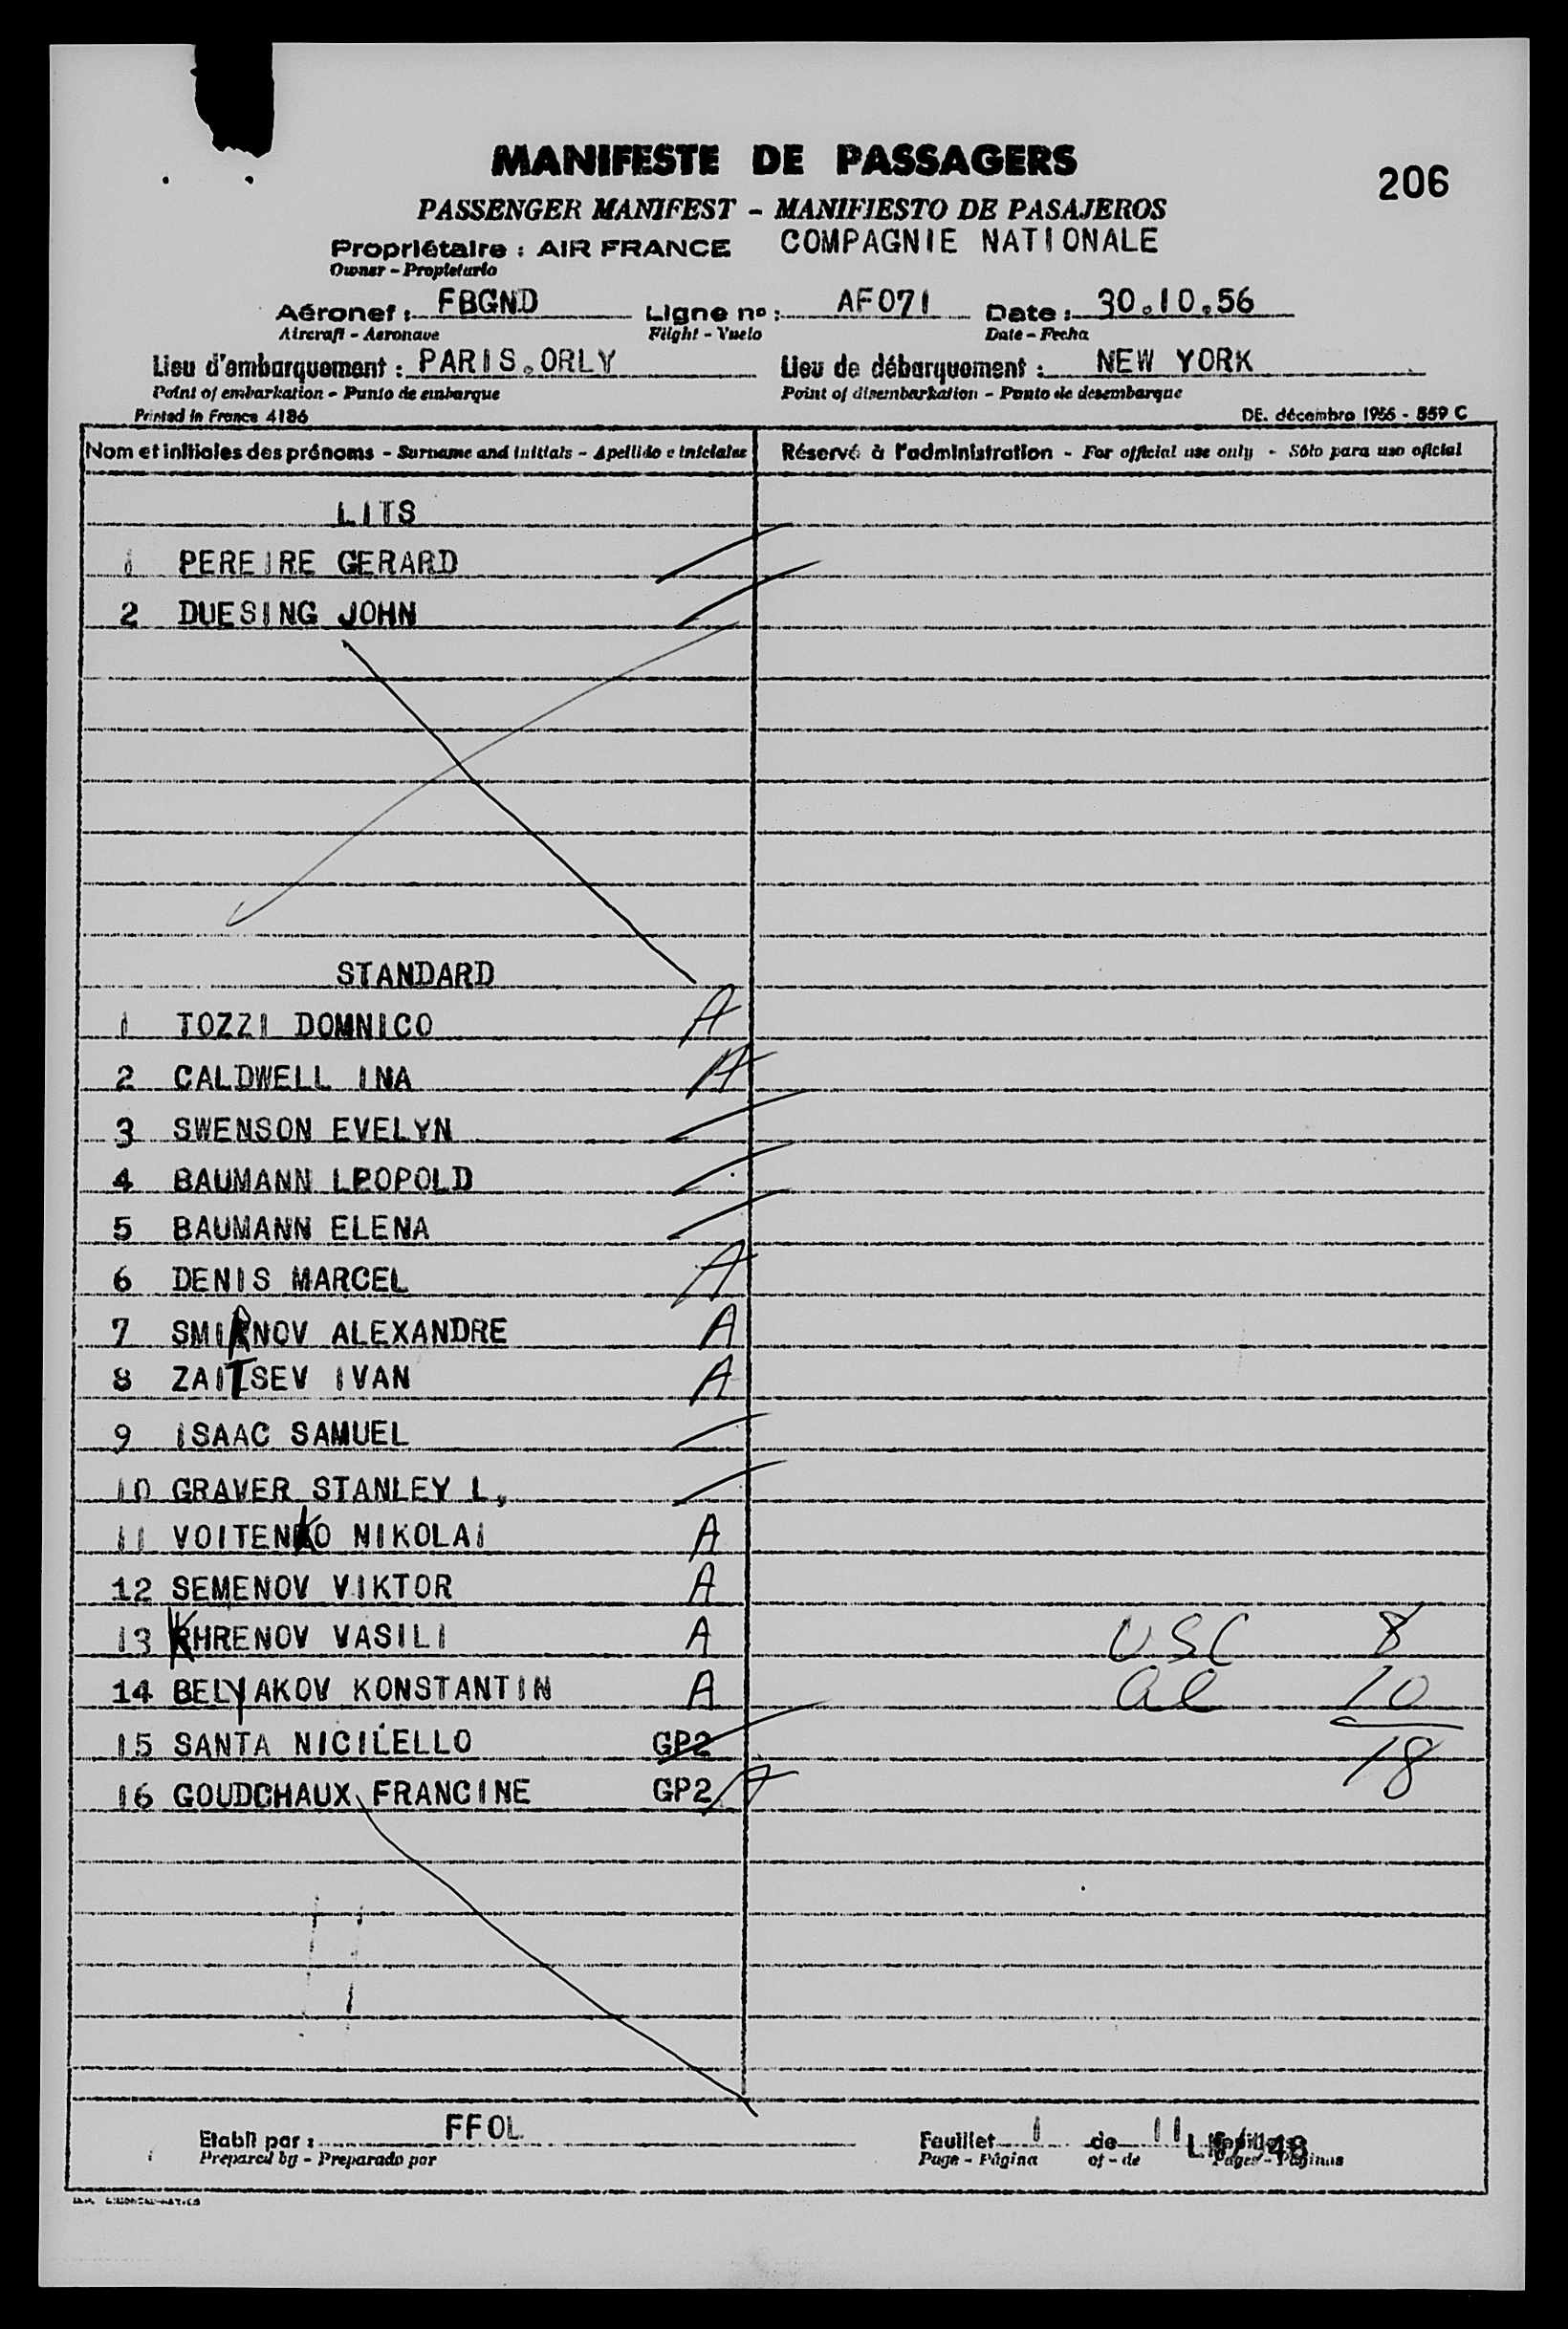 MANIFESTE DE PASSAGERS
206
PASSENGER MANIFEST - MANIFIESTO DE PASAJEROS
Propriétaire : AIR FRANCE COMPAGNIE NATIONALE
Owner - Propietario
Aéronef : FBGND Ligne nº : AF071 Date : 30.10.56
Aircraft - Aeronave Flight - Vuelo Date - Fecha
Lieu d'embarquement : PARIS.ORLY Lieu de débarquement : NEW YORK
Point of embarkation - Punto de embarque Point of disembarkation - Punto de desembarque
Printed in France 4186 DE. décembre 1955 - 859 C
Nom et initiales des prénoms - Surname and initials - Apellido e iniciales Réservé à l'administration - For official use only - Sólo para uso oficial
LITS
1 PEREIRE GERARD
2 DUESING JOHN
STANDARD
1 TOZZI DOMNICO A
2 CALDWELL INA A
3 SWENSON EVELYN
4 BAUMANN LEOPOLD
5 BAUMANN ELENA
6 DENIS MARCEL A
7 SMIRNOV ALEXANDRE A
8 ZAITSEV IVAN A
9 ISAAC SAMUEL
10 GRAVER STANLEY L,
11 VOITENKO NIKOLAI A
12 SEMENOV VIKTOR A
13 KHRENOV VASILI A USC 8
14 BELYAKOV KONSTANTIN A al 10
15 SANTA NICILELLO GP2 18
16 GOUDCHAUX FRANCINE GP2 A
Etabli par : FFOL Feuillet 1 de 11
Prepared by - Preparado por Page - Página of - de Pages - Páginas